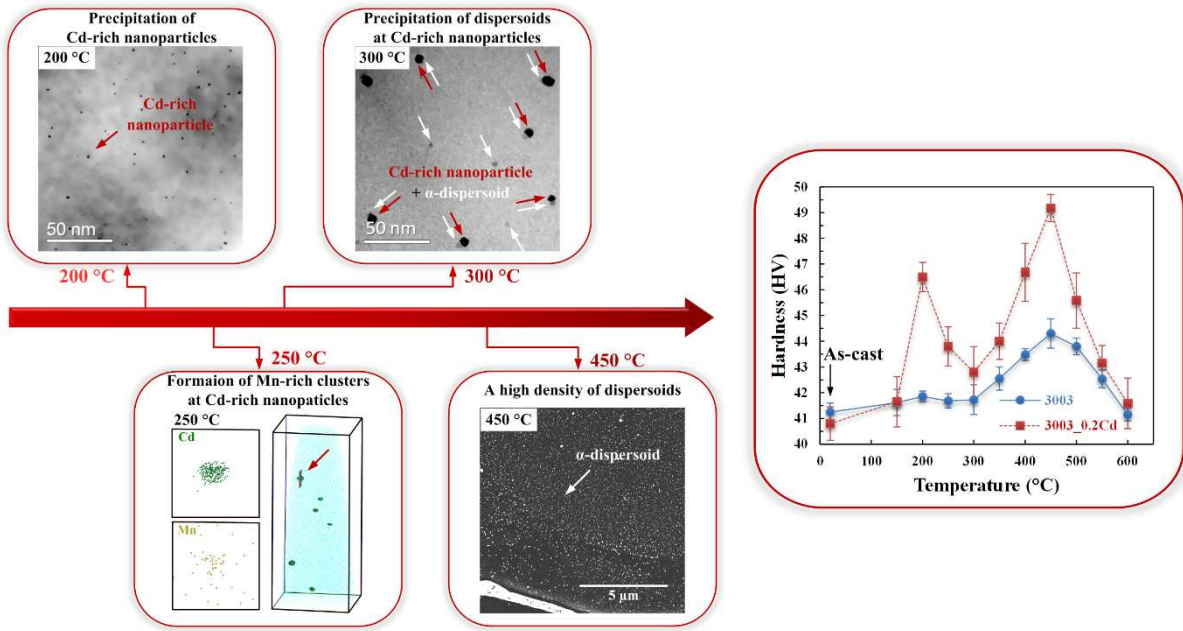 Precipitation of
Cd-rich nanoparticles
200 °C
Cd-rich
nanoparticle
50 nm
Precipitation of dispersoids
at Cd-rich nanoparticles
300 °C
Cd-rich nanoparticle
+ α-dispersoid
50 nm
200 °C
300 °C
250 °C
450 °C
Formaion of Mn-rich clusters
at Cd-rich nanopaticles
250 °C
Cd
Mn
A high density of dispersoids
450 °C
α-dispersoid
5 μm
Hardness (HV)
50
49
48
47
46
45
44
43
42
41
40
As-cast
3003
3003_0.2Cd
0 100 200 300 400 500 600
Temperature (°C)